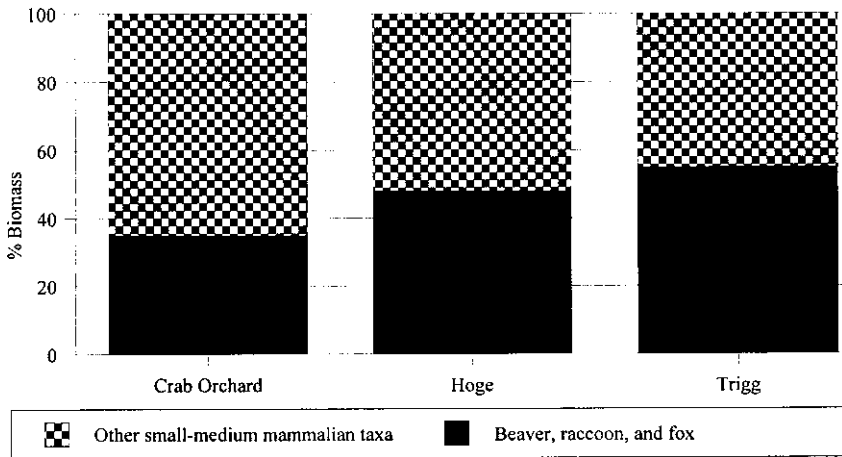 100
80
60
40
20
0
% Biomass
Crab Orchard Hoge Trigg
Other small-medium mammalian taxa Beaver, raccoon, and fox